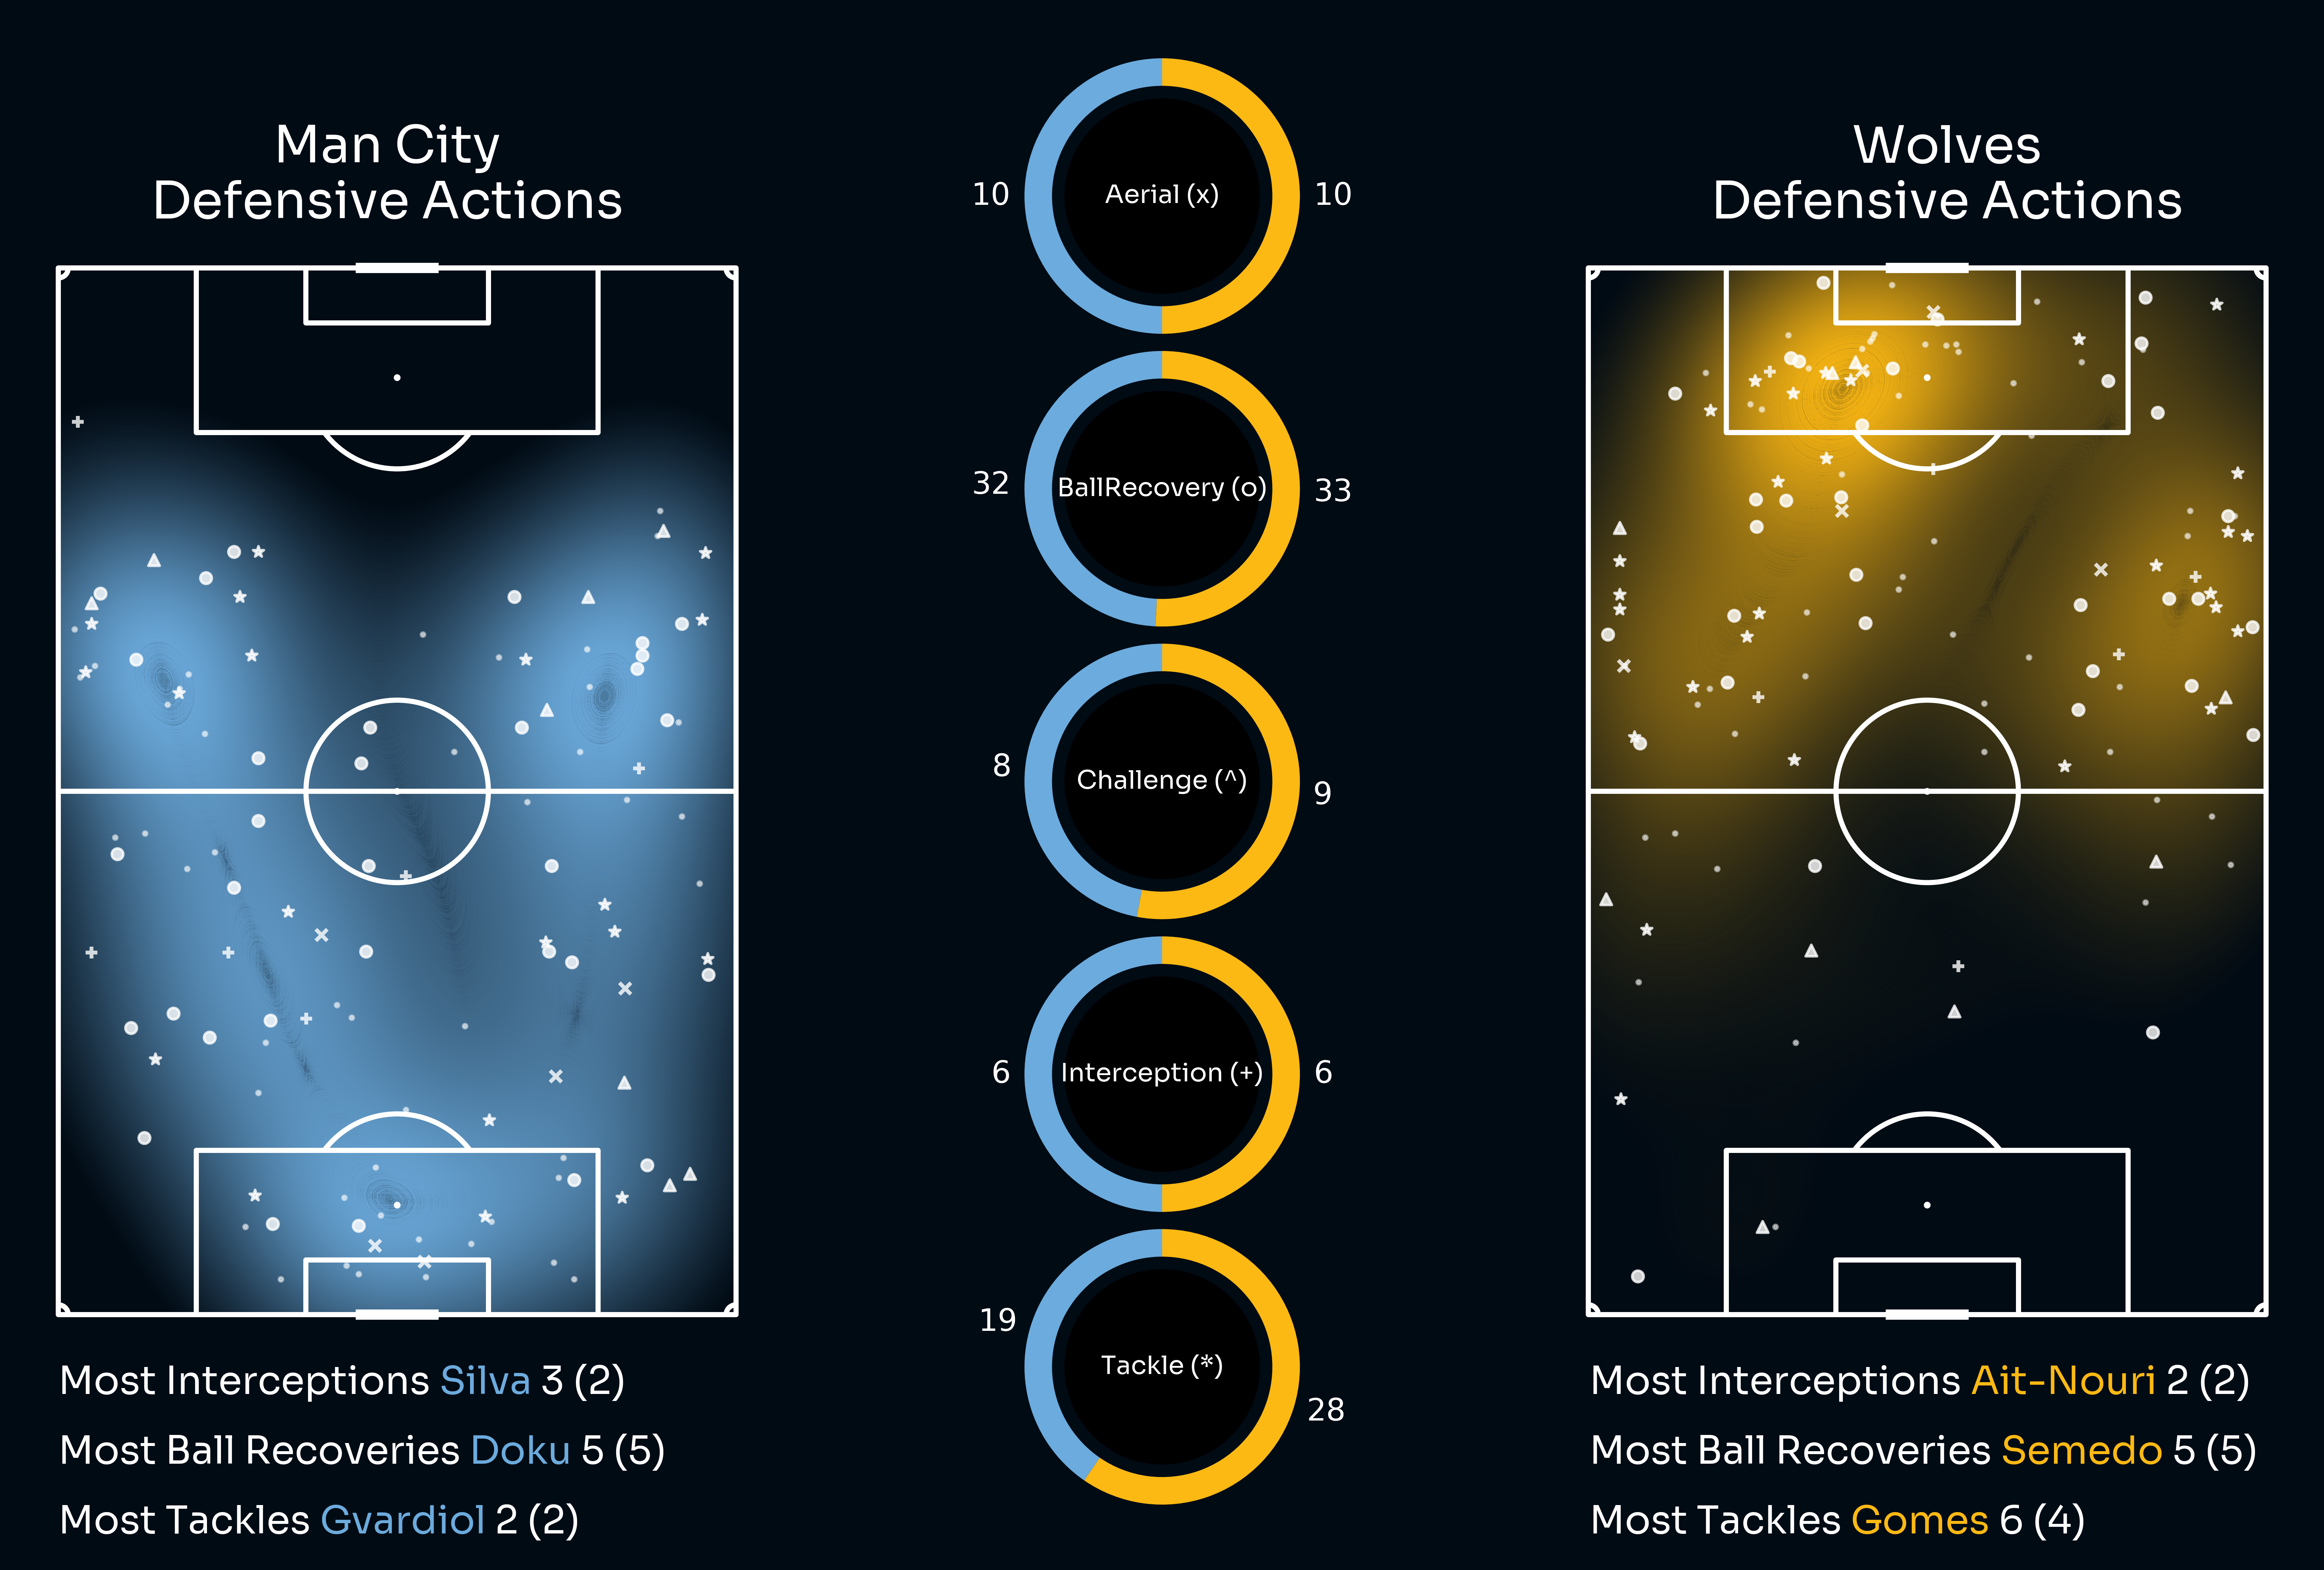 Man City
Defensive Actions
10
Aerial (x)
10
32
BallRecovery (o)
33
8
Challenge (^)
9
6
Interception (+)
6
19
Tackle (*)
28
Wolves
Defensive Actions
Most Interceptions Silva 3 (2)
Most Ball Recoveries Doku 5 (5)
Most Tackles Gvardiol 2 (2)
Most Interceptions Ait-Nouri 2 (2)
Most Ball Recoveries Semedo 5 (5)
Most Tackles Gomes 6 (4)